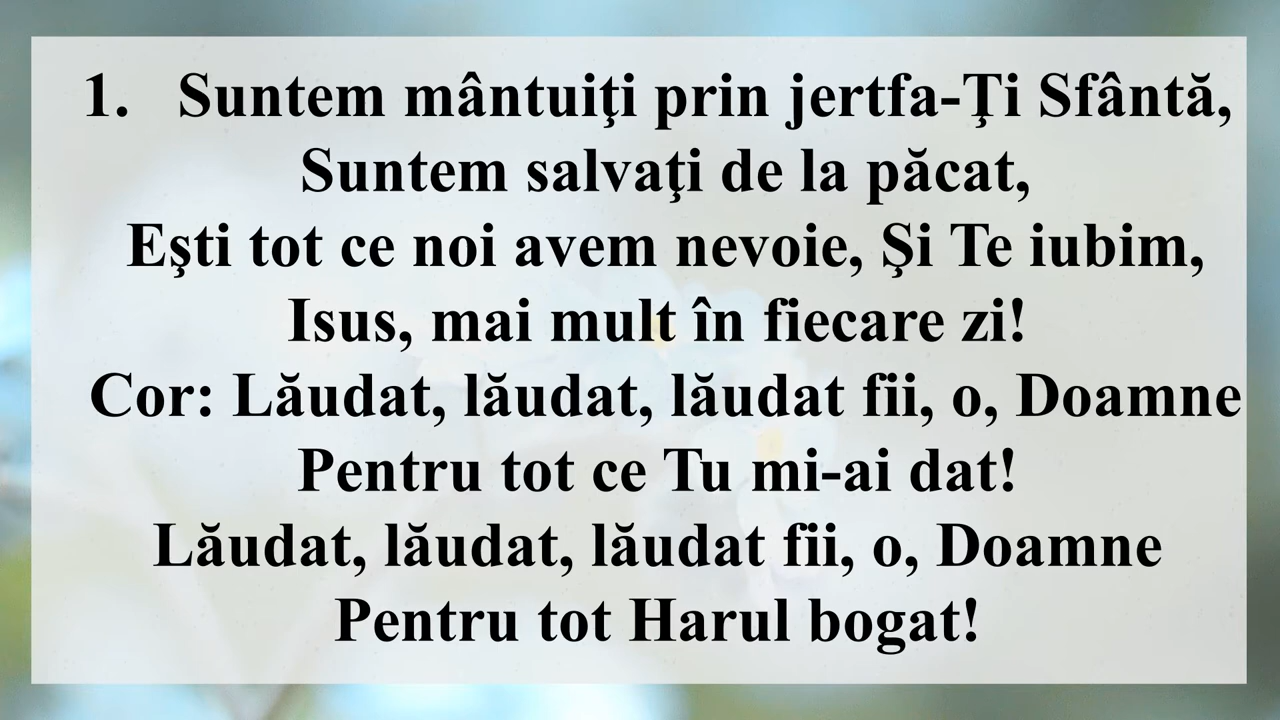 1. Suntem mântuiţi prin jertfa-Ţi Sfântă,
Suntem salvaţi de la păcat,
Eşti tot ce noi avem nevoie, Şi Te iubim,
Isus, mai mult în fiecare zi!
Cor: Lăudat, lăudat, lăudat fii, o, Doamne
Pentru tot ce Tu mi-ai dat!
Lăudat, lăudat, lăudat fii, o, Doamne
Pentru tot Harul bogat!